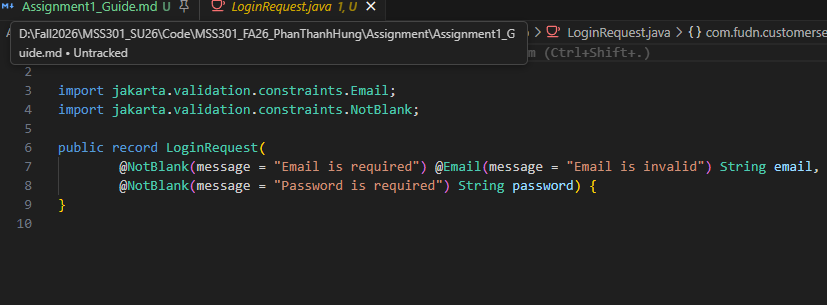 Assignment1_Guide.md U
LoginRequest.java 1, U
D:\Fall2026\MSS301_SU26\Code\MSS301_FA26_PhanThanhHung\Assignment\Assignment1_G
uide.md • Untracked
LoginRequest.java > {} com.fudn.customerse
(Ctrl+Shift+.)
2
3 import jakarta.validation.constraints.Email;
4 import jakarta.validation.constraints.NotBlank;
5
6 public record LoginRequest(
7 @NotBlank(message = "Email is required") @Email(message = "Email is invalid") String email,
8 @NotBlank(message = "Password is required") String password) {
9 }
10